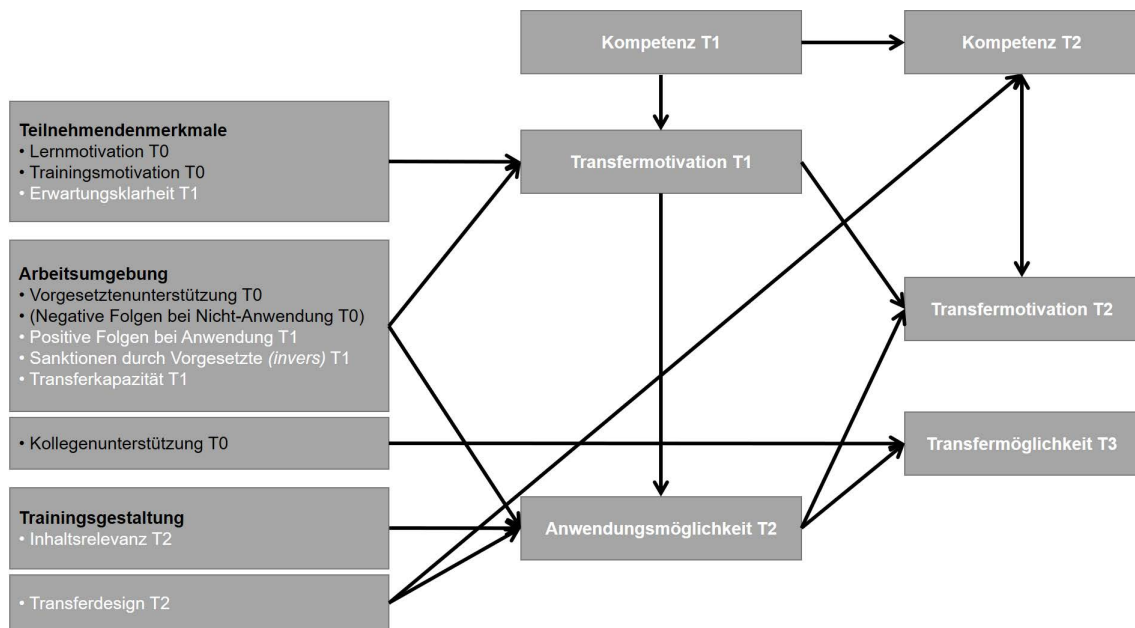 Kompetenz T1
Kompetenz T2
Teilnehmendenmerkmale
• Lernmotivation T0
• Trainingsmotivation T0
• Erwartungsklarheit T1
Transfermotivation T1
Arbeitsumgebung
• Vorgesetztenunterstützung T0
• (Negative Folgen bei Nicht-Anwendung T0)
• Positive Folgen bei Anwendung T1
• Sanktionen durch Vorgesetzte (invers) T1
• Transferkapazität T1
Transfermotivation T2
• Kollegenunterstützung T0
Transfermöglichkeit T3
Trainingsgestaltung
• Inhaltsrelevanz T2
Anwendungsmöglichkeit T2
• Transferdesign T2